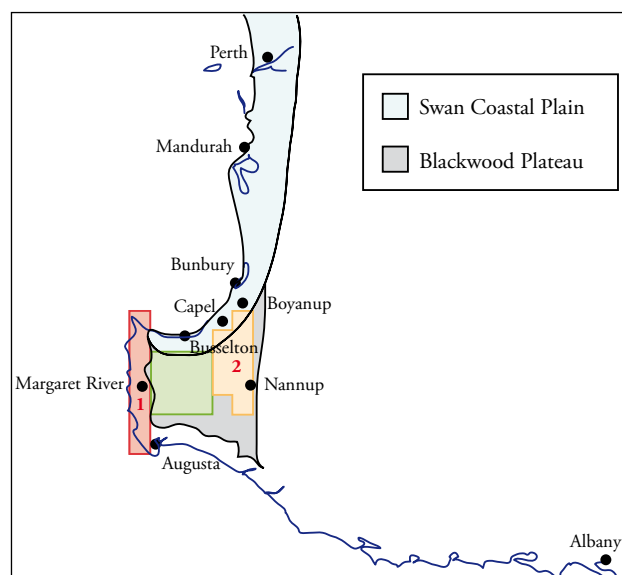 Perth
Swan Coastal Plain
Blackwood Plateau
Mandurah
Bunbury
Capel
Boyanup
Busselton
2
Margaret River
Nannup
1
Augusta
Albany